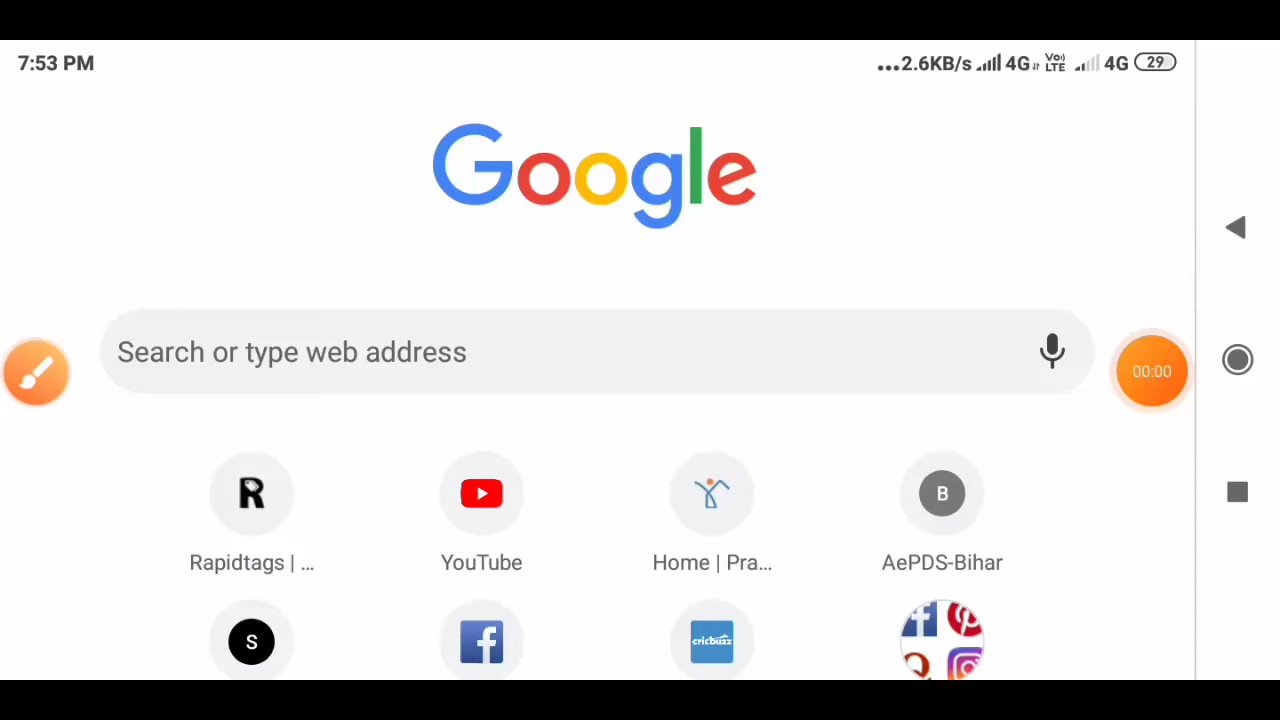 7:53 PM
...2.6KB/s 4G Vo)) LTE 4G 29
Google
Search or type web address
00:00
R
B
Rapidtags | ...
YouTube
Home | Pra...
AePDS-Bihar
S
cricbuzz